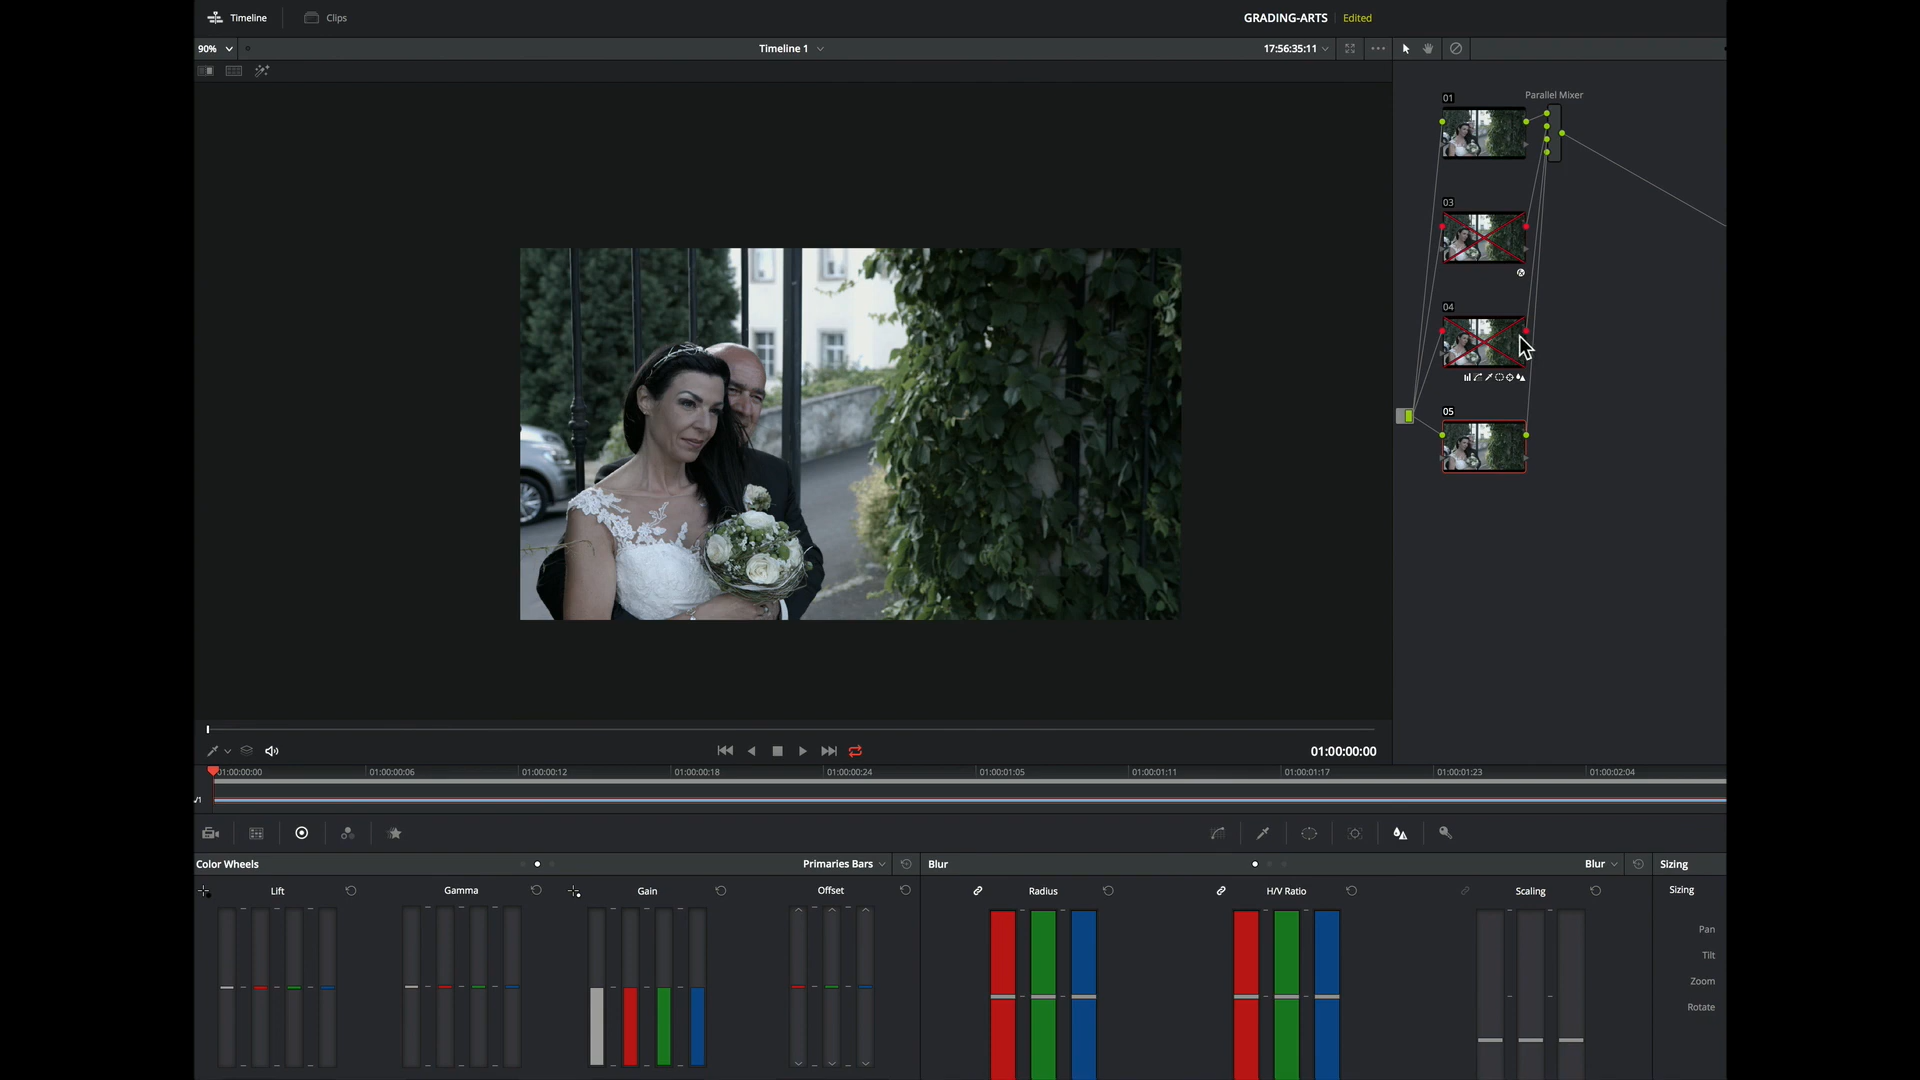 Timeline
Clips
GRADING-ARTS
Edited
90%
Timeline 1
17:56:35:11
Parallel Mixer
01
03
04
05
01:00:00:00
01:00:00:00
01:00:00:06
01:00:00:12
01:00:00:18
01:00:00:24
01:00:01:05
01:00:01:11
01:00:01:17
01:00:01:23
01:00:02:04
Color Wheels
Primaries Bars
Blur
Blur
Sizing
Lift
Gamma
Gain
Offset
Radius
H/V Ratio
Scaling
Sizing
Pan
Tilt
Zoom
Rotate